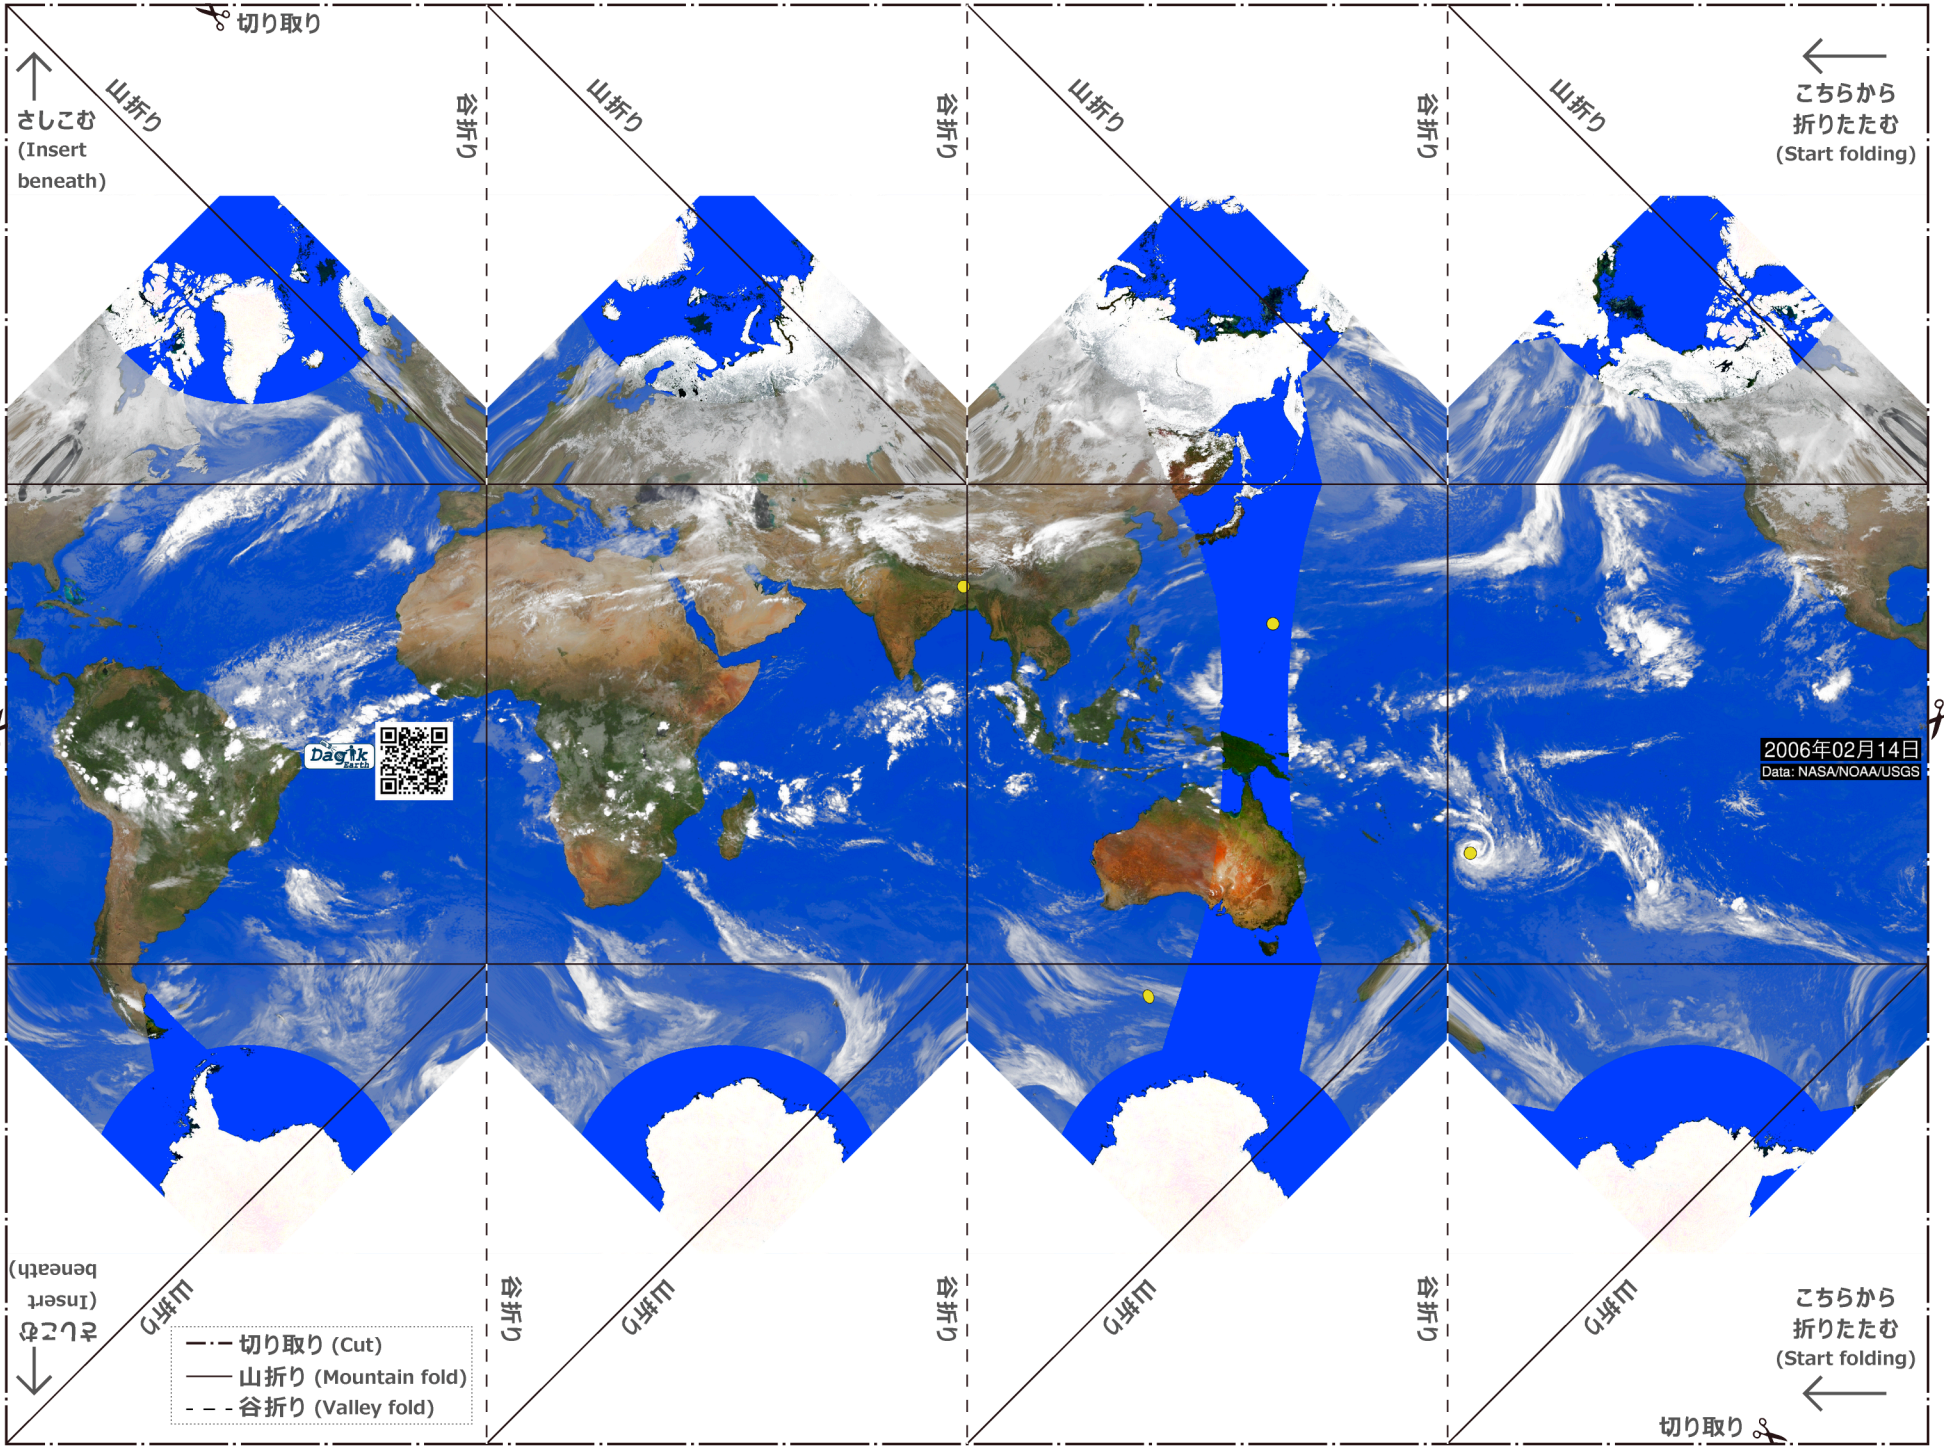 切り取り
山折り
谷折り
山折り
谷折り
山折り
谷折り
山折り
さしこむ
(Insert
beneath)
こちらから
折りたたむ
(Start folding)
Dagik
Earth
2006年02月14日
Data: NASA/NOAA/USGS
さしこむ
(Insert
beneath)
山折り
谷折り
山折り
谷折り
山折り
谷折り
山折り
こちらから
折りたたむ
(Start folding)
切り取り (Cut)
山折り (Mountain fold)
谷折り (Valley fold)
切り取り